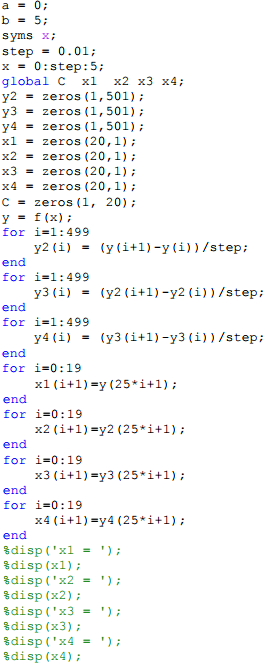 a = 0;
b = 5;
syms x;
step = 0.01;
x = 0:step:5;
global C  x1  x2 x3 x4;
y2 = zeros(1,501);
y3 = zeros(1,501);
y4 = zeros(1,501);
x1 = zeros(20,1);
x2 = zeros(20,1);
x3 = zeros(20,1);
x4 = zeros(20,1);
C = zeros(1, 20);
y = f(x);
for i=1:499
    y2(i) = (y(i+1)-y(i))/step;
end
for i=1:499
    y3(i) = (y2(i+1)-y2(i))/step;
end
for i=1:499
    y4(i) = (y3(i+1)-y3(i))/step;
end
for i=0:19
    x1(i+1)=y(25*i+1);
end
for i=0:19
    x2(i+1)=y2(25*i+1);
end
for i=0:19
    x3(i+1)=y3(25*i+1);
end
for i=0:19
    x4(i+1)=y4(25*i+1);
end
%disp('x1 = ');
%disp(x1);
%disp('x2 = ');
%disp(x2);
%disp('x3 = ');
%disp(x3);
%disp('x4 = ');
%disp(x4);